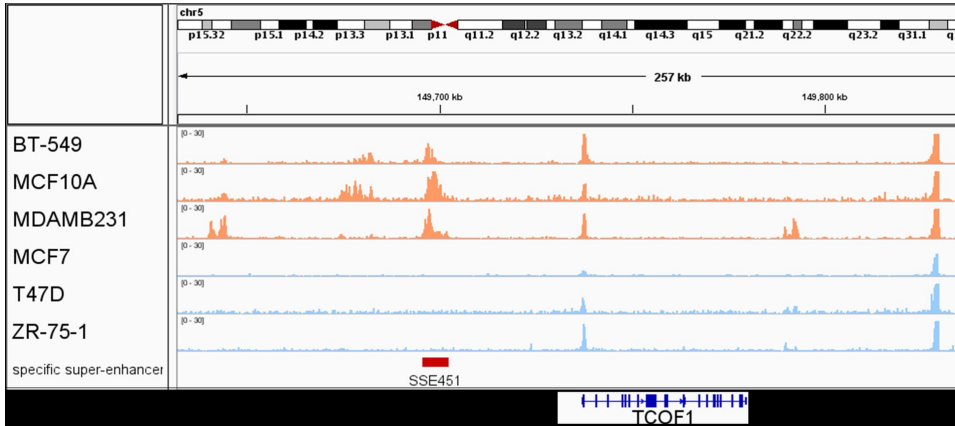 chr5
p15.32 p15.1 p14.2 p13.3 p13.1 p11 q11.2 q12.2 q13.2 q14.1 q14.3 q15 q21.2 q22.2 q23.2 q31.1 q
257 kb
149,700 kb 149,800 kb
BT-549 [0 - 30]
MCF10A [0 - 30]
MDAMB231 [0 - 30]
MCF7 [0 - 30]
T47D [0 - 30]
ZR-75-1 [0 - 30]
specific super-enhancer
SSE451
TCOF1